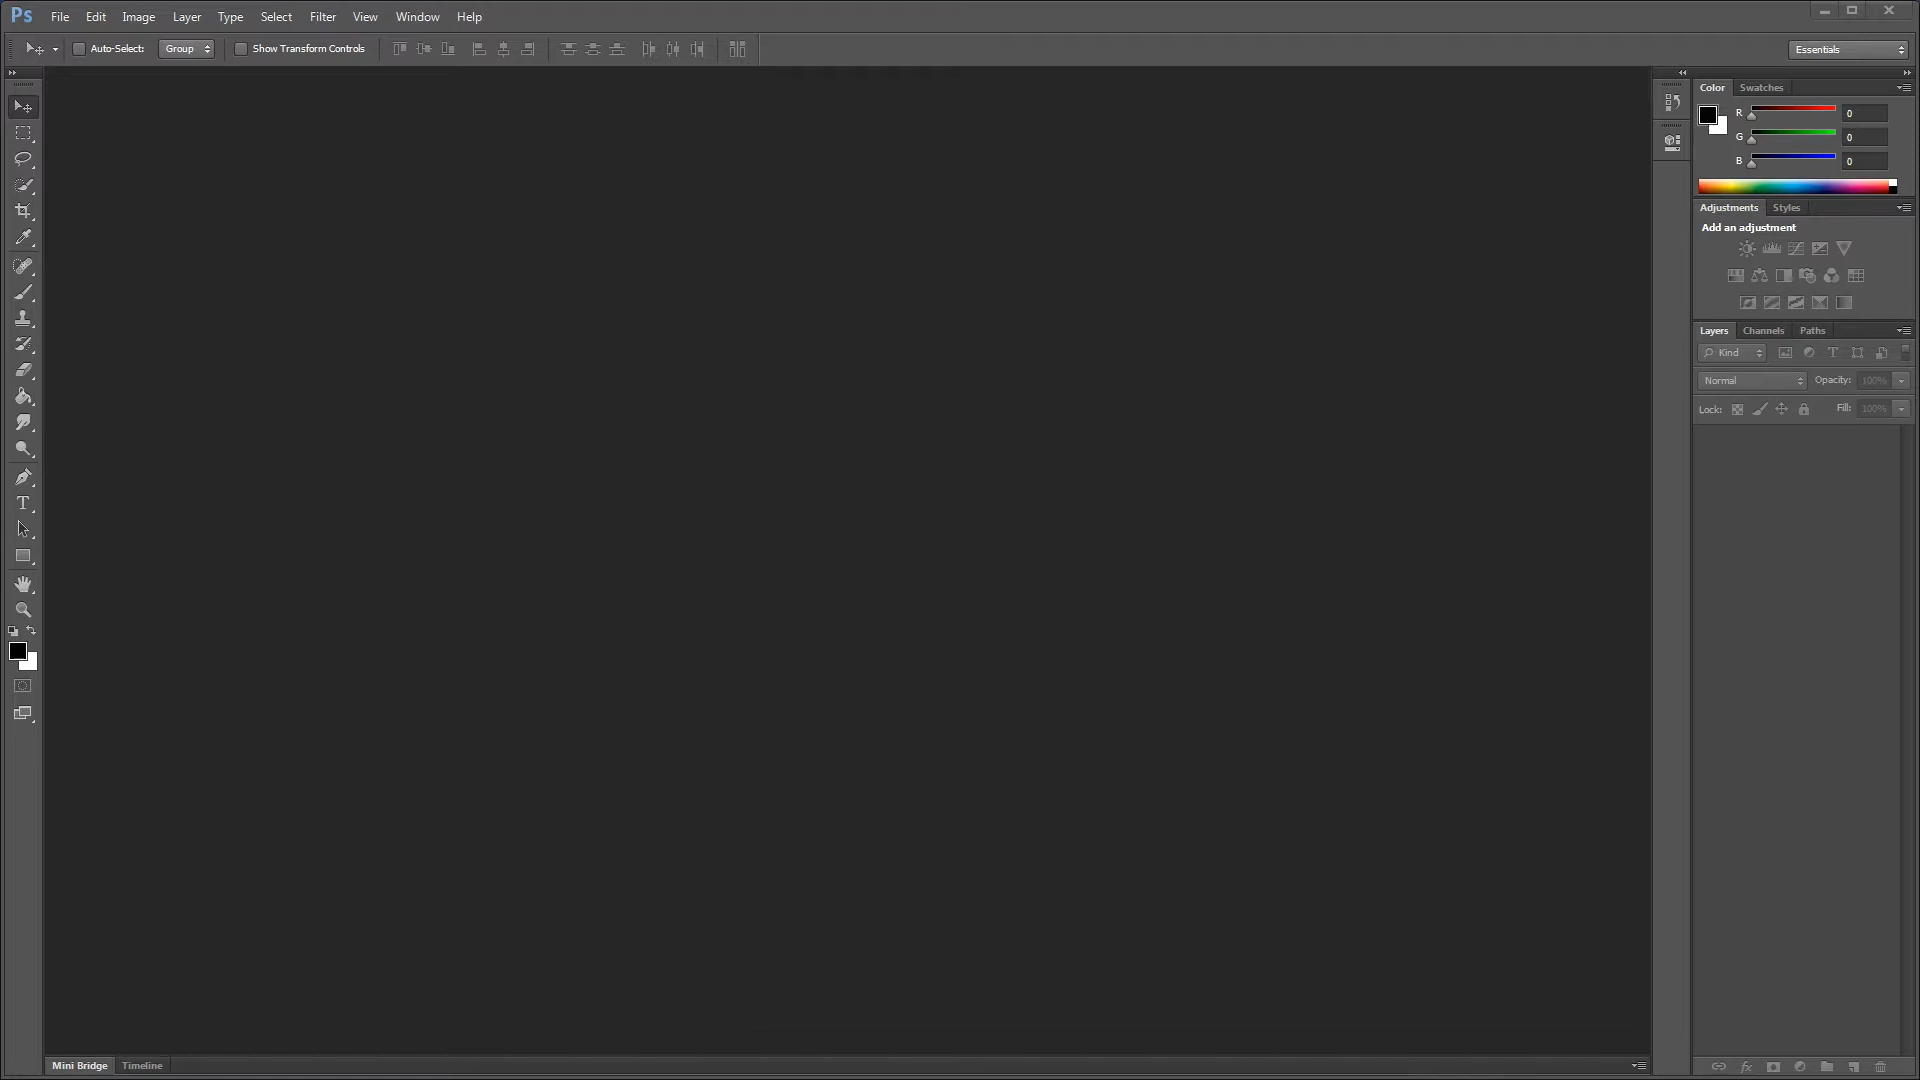 Ps File Edit Image Layer Type Select Filter View Window Help
Auto-Select: Group Show Transform Controls Essentials
Color Swatches
R 0
G 0
B 0
Adjustments Styles
Add an adjustment
Layers Channels Paths
Kind T
Normal Opacity: 100%
Lock: Fill: 100%
T
Mini Bridge Timeline
fx